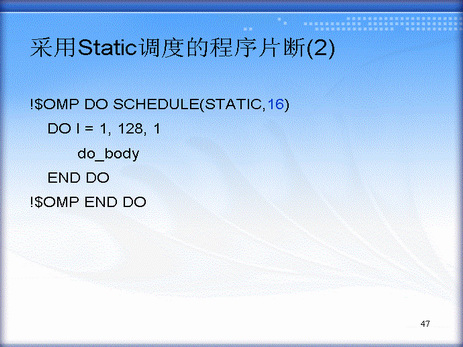 采用Static调度的程序片断(2)
!$OMP DO SCHEDULE(STATIC,16)
DO I = 1, 128, 1
do_body
END DO
!$OMP END DO
47